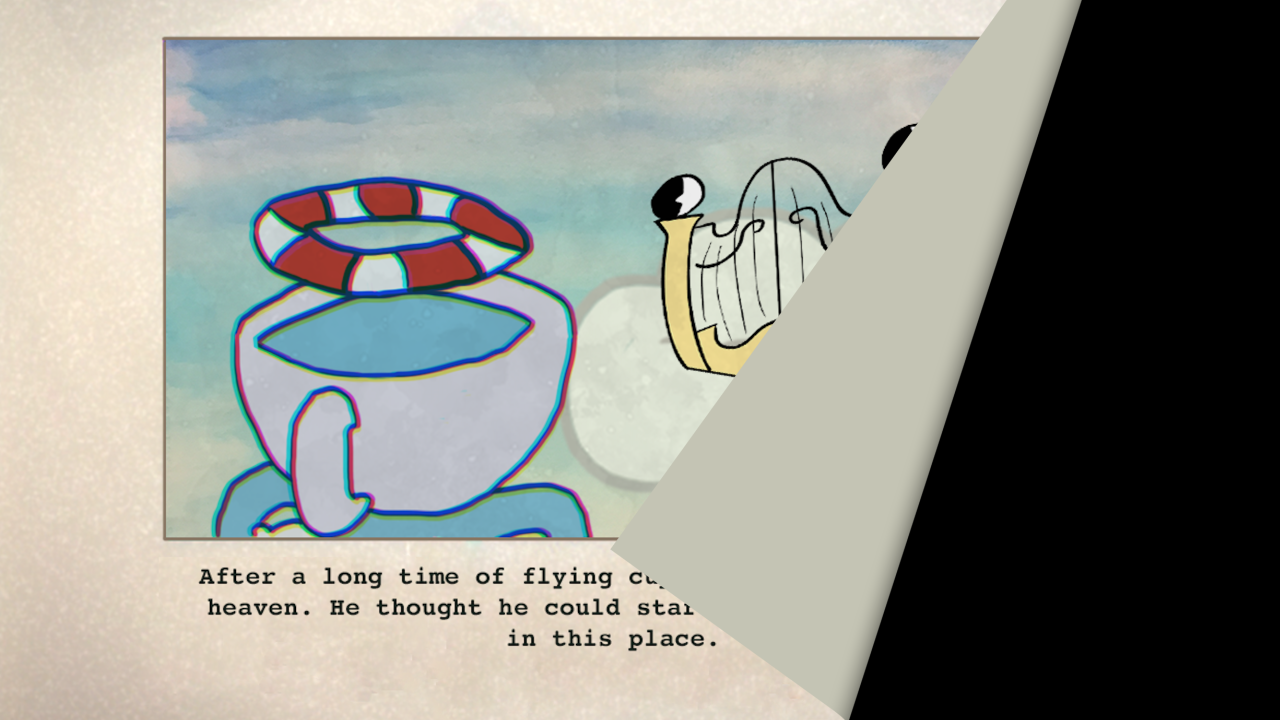 After a long time of flying
heaven. He thought he could
in this place.